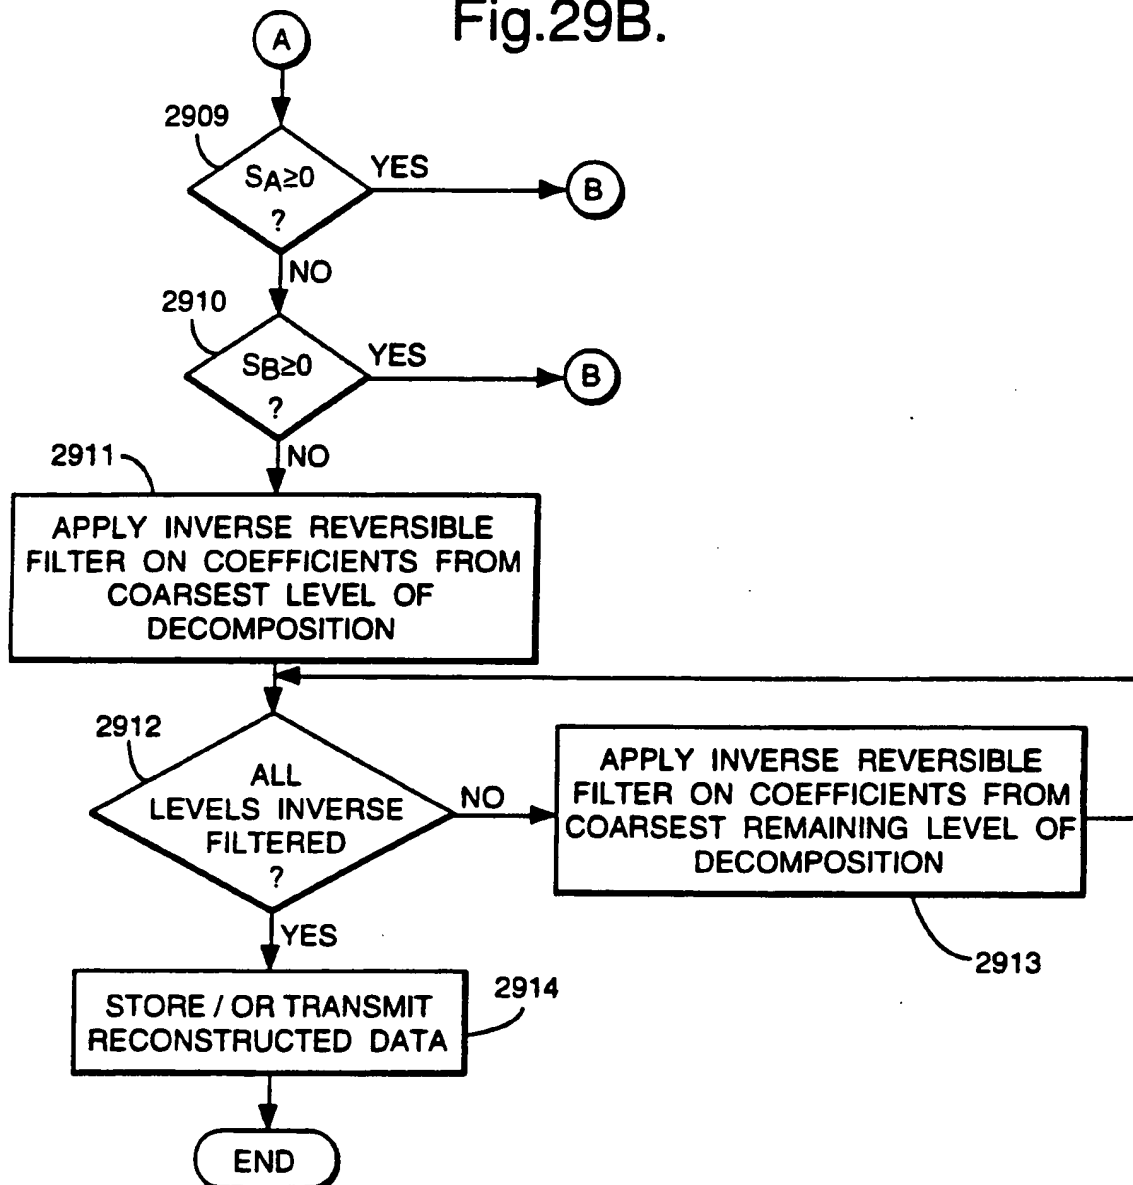 Fig.29B.
A
2909
SA≥0
?
YES
B
NO
2910
SB≥0
?
YES
B
NO
2911
APPLY INVERSE REVERSIBLE
FILTER ON COEFFICIENTS FROM
COARSEST LEVEL OF
DECOMPOSITION
2912
ALL
LEVELS INVERSE
FILTERED
?
NO
APPLY INVERSE REVERSIBLE
FILTER ON COEFFICIENTS FROM
COARSEST REMAINING LEVEL OF
DECOMPOSITION
2913
YES
STORE / OR TRANSMIT
RECONSTRUCTED DATA
2914
END